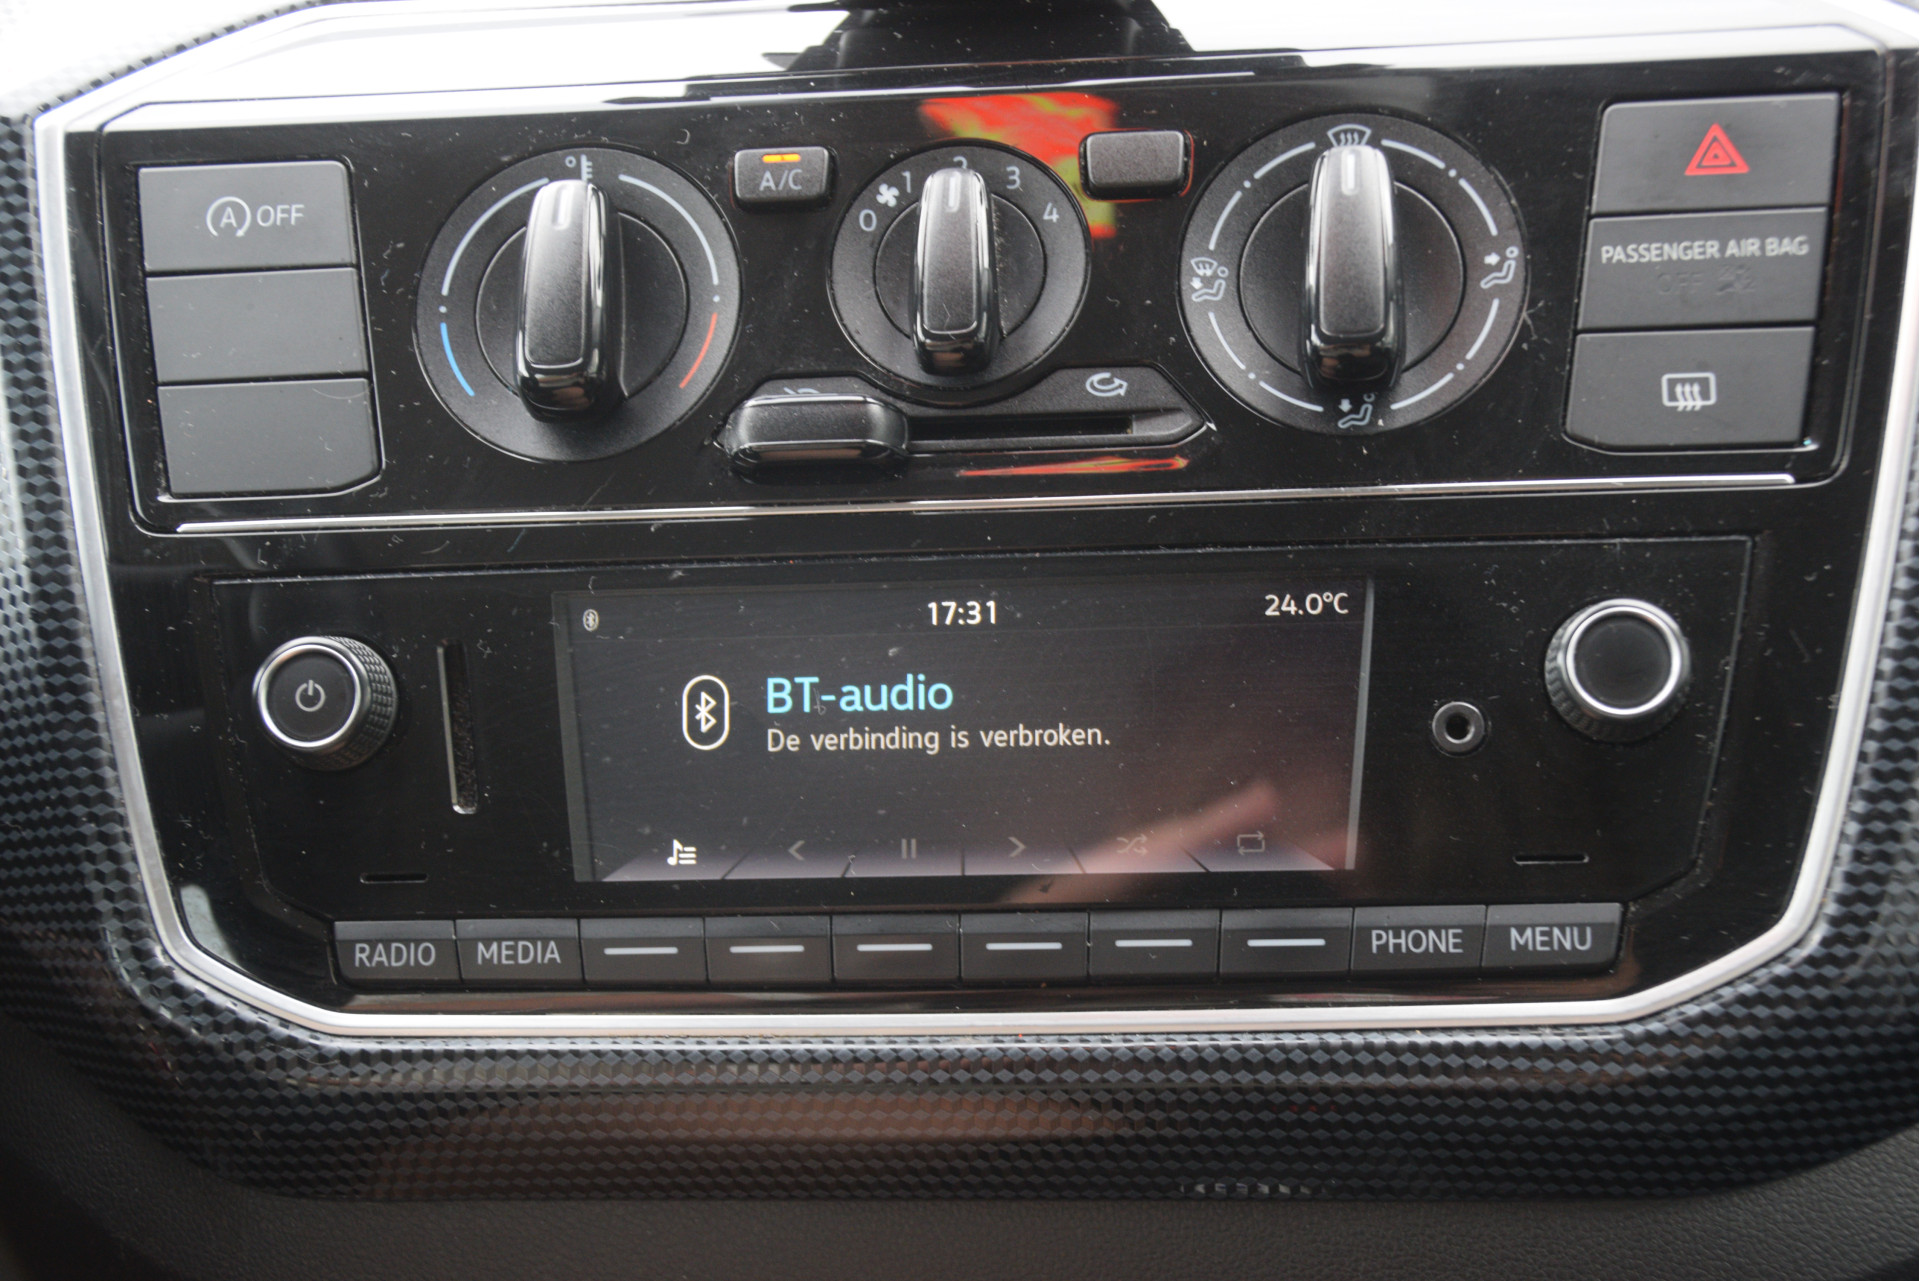 A OFF
A/C
0 1 2 3 4
PASSENGER AIR BAG
OFF
17:31
24.0°C
BT-audio
De verbinding is verbroken.
RADIO
MEDIA
PHONE
MENU